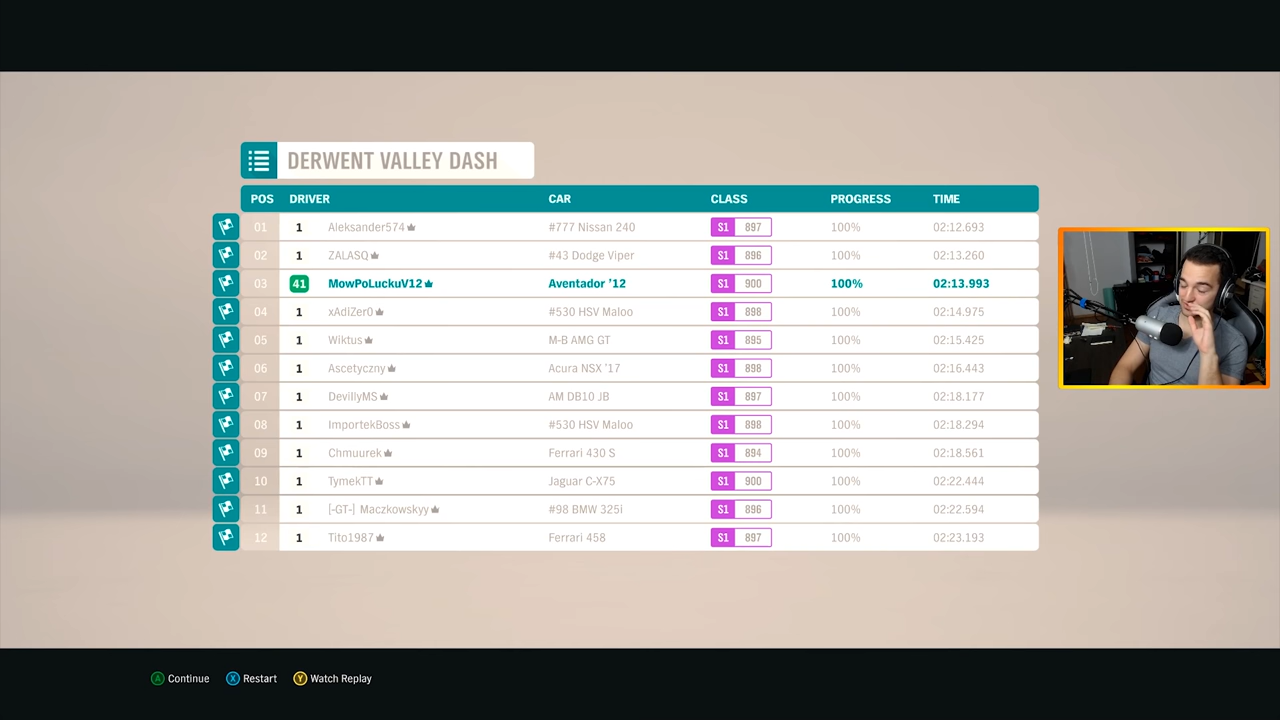 DERWENT VALLEY DASH
POS DRIVER CAR CLASS PROGRESS TIME
01 1 Aleksander574 #777 Nissan 240 S1 897 100% 02:12.693
02 1 ZALASQ #43 Dodge Viper S1 896 100% 02:13.260
03 41 MowPoLuckuV12 Aventador '12 S1 900 100% 02:13.993
04 1 xAdIZer0 #530 HSV Maloo S1 898 100% 02:14.975
05 1 Wiktus M-B AMG GT S1 895 100% 02:15.425
06 1 Ascetyczny Acura NSX '17 S1 898 100% 02:16.443
07 1 DevillyMS AM DB10 JB S1 897 100% 02:18.177
08 1 ImportekBoss #530 HSV Maloo S1 898 100% 02:18.294
09 1 Chmuurek Ferrari 430 S S1 894 100% 02:18.561
10 1 TymekTT Jaguar C-X75 S1 900 100% 02:22.444
11 1 [-GT-] Maczkowskyy #98 BMW 325i S1 896 100% 02:22.594
12 1 Tito1987 Ferrari 458 S1 897 100% 02:23.193
A Continue X Restart Y Watch Replay